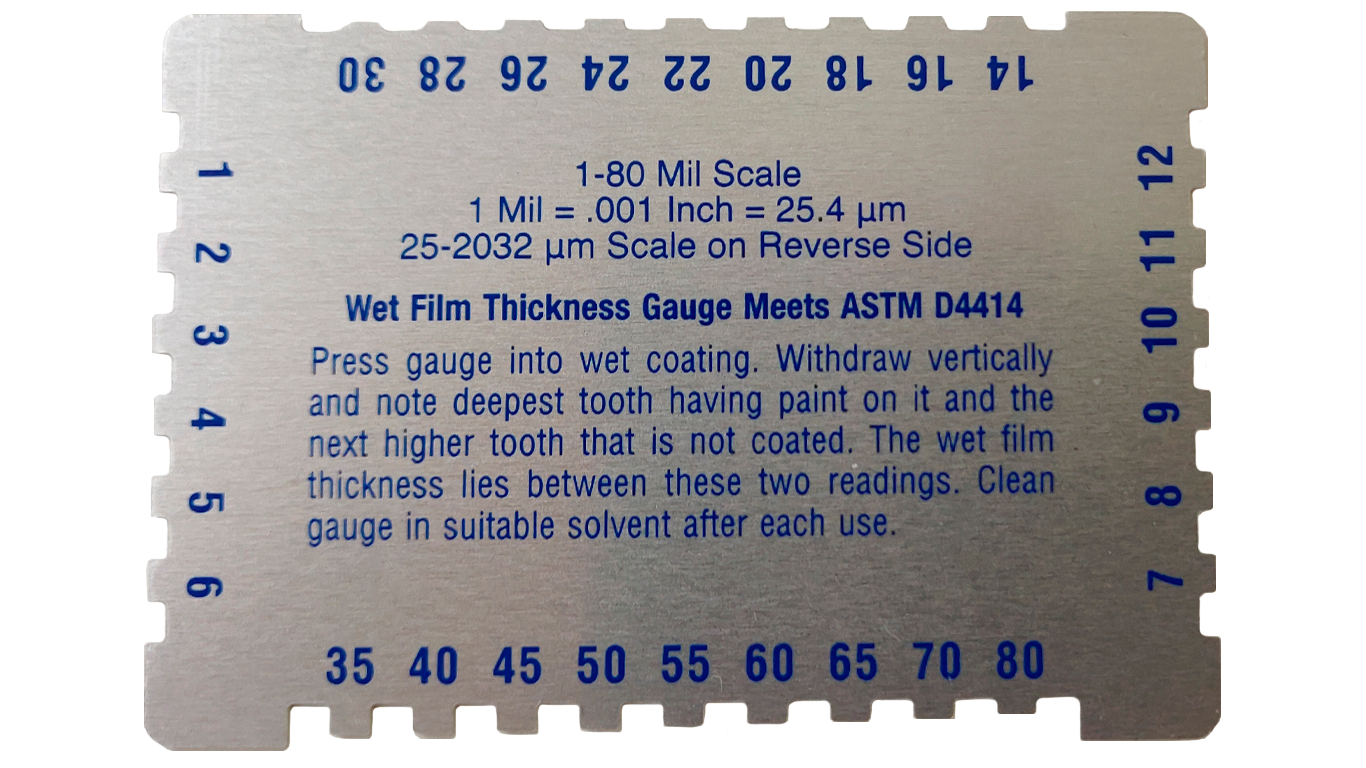 30 28 26 24 22 20 18 16 14
1
2
3
4
5
6
1-80 Mil Scale
1 Mil = .001 Inch = 25.4 µm
25-2032 µm Scale on Reverse Side
Wet Film Thickness Gauge Meets ASTM D4414
Press gauge into wet coating. Withdraw vertically
and note deepest tooth having paint on it and the
next higher tooth that is not coated. The wet film
thickness lies between these two readings. Clean
gauge in suitable solvent after each use.
12
11
10
9
8
7
35 40 45 50 55 60 65 70 80